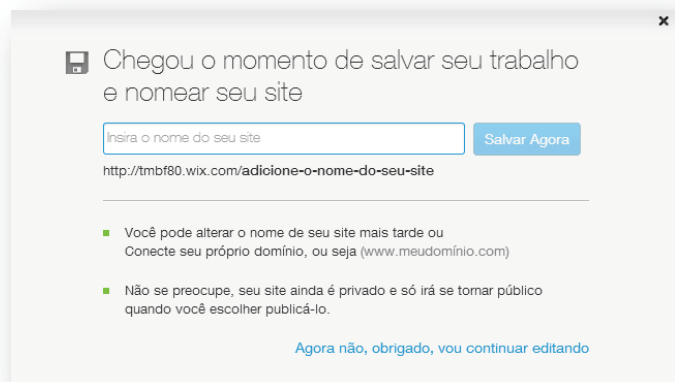 Chegou o momento de salvar seu trabalho
e nomear seu site
Insira o nome do seu site
Salvar Agora
http://tmbf80.wix.com/adicione-o-nome-do-seu-site
Você pode alterar o nome de seu site mais tarde ou
Conecte seu próprio domínio, ou seja (www.meudomínio.com)
Não se preocupe, seu site ainda é privado e só irá se tornar público
quando você escolher publicá-lo.
Agora não, obrigado, vou continuar editando